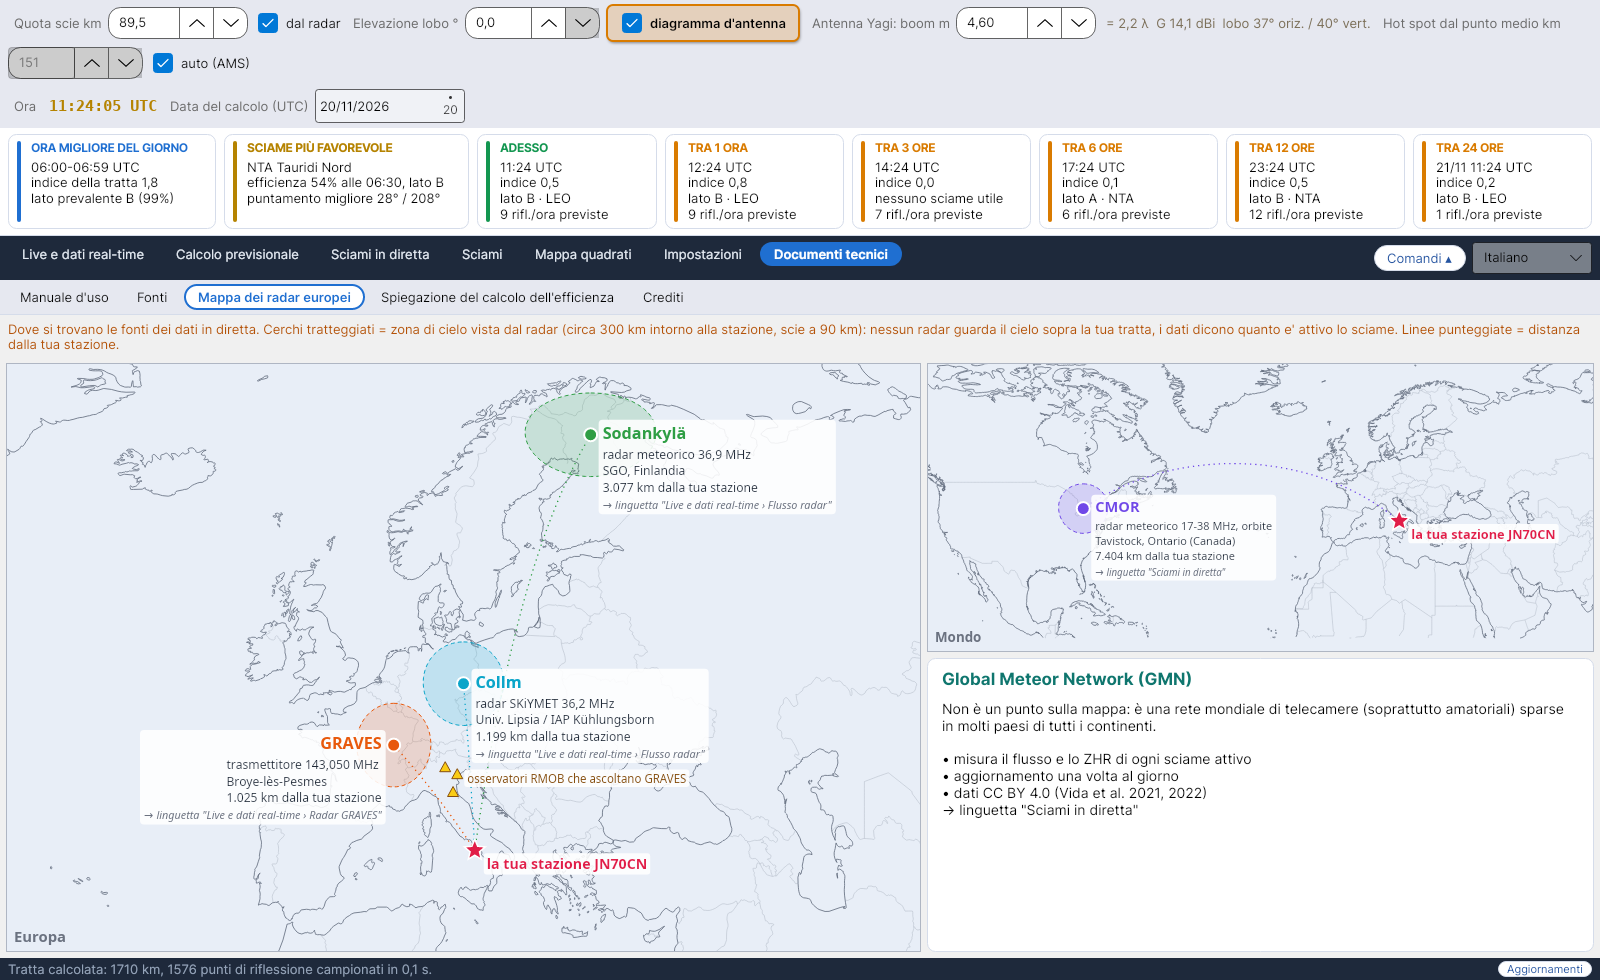 Quota scie km 89,5 dal radar Elevazione lobo ° 0,0 diagramma d'antenna Antenna Yagi: boom m 4,60 = 2,2 λ G 14,1 dBi lobo 37° oriz. / 40° vert. Hot spot dal punto medio km
151 auto (AMS)
Ora 11:24:05 UTC Data del calcolo (UTC) 20/11/2026 20
ORA MIGLIORE DEL GIORNO
06:00-06:59 UTC
indice della tratta 1,8
lato prevalente B (99%)
SCIAME PIÙ FAVOREVOLE
NTA Tauridi Nord
efficienza 54% alle 06:30, lato B
puntamento migliore 28° / 208°
ADESSO
11:24 UTC
indice 0,5
lato B · LEO
9 rifl./ora previste
TRA 1 ORA
12:24 UTC
indice 0,8
lato B · LEO
9 rifl./ora previste
TRA 3 ORE
14:24 UTC
indice 0,0
nessuno sciame utile
7 rifl./ora previste
TRA 6 ORE
17:24 UTC
indice 0,1
lato A · NTA
6 rifl./ora previste
TRA 12 ORE
23:24 UTC
indice 0,5
lato B · NTA
12 rifl./ora previste
TRA 24 ORE
21/11 11:24 UTC
indice 0,2
lato B · LEO
1 rifl./ora previste
Live e dati real-time Calcolo previsionale Sciami in diretta Sciami Mappa quadrati Impostazioni Documenti tecnici Comandi ▴ Italiano
Manuale d'uso Fonti Mappa dei radar europei Spiegazione del calcolo dell'efficienza Crediti
Dove si trovano le fonti dei dati in diretta. Cerchi tratteggiati = zona di cielo vista dal radar (circa 300 km intorno alla stazione, scie a 90 km): nessun radar guarda il cielo sopra la tua tratta, i dati dicono quanto e' attivo lo sciame. Linee punteggiate = distanza
dalla tua stazione.
Sodankylä
radar meteorico 36,9 MHz
SGO, Finlandia
3.077 km dalla tua stazione
→ linguetta "Live e dati real-time › Flusso radar"
Collm
radar SKiYMET 36,2 MHz
Univ. Lipsia / IAP Kühlungsborn
1.199 km dalla tua stazione
→ linguetta "Live e dati real-time › Flusso radar"
GRAVES
trasmettitore 143,050 MHz
Broye-lès-Pesmes
1.025 km dalla tua stazione
→ linguetta "Live e dati real-time › Radar GRAVES"
osservatori RMOB che ascoltano GRAVES
la tua stazione JN70CN
Europa
CMOR
radar meteorico 17-38 MHz, orbite
Tavistock, Ontario (Canada)
7.404 km dalla tua stazione
→ linguetta "Sciami in diretta"
la tua stazione JN70CN
Mondo
Global Meteor Network (GMN)
Non è un punto sulla mappa: è una rete mondiale di telecamere (soprattutto amatoriali) sparse
in molti paesi di tutti i continenti.
• misura il flusso e lo ZHR di ogni sciame attivo
• aggiornamento una volta al giorno
• dati CC BY 4.0 (Vida et al. 2021, 2022)
→ linguetta "Sciami in diretta"
Tratta calcolata: 1710 km, 1576 punti di riflessione campionati in 0,1 s. Aggiornamenti